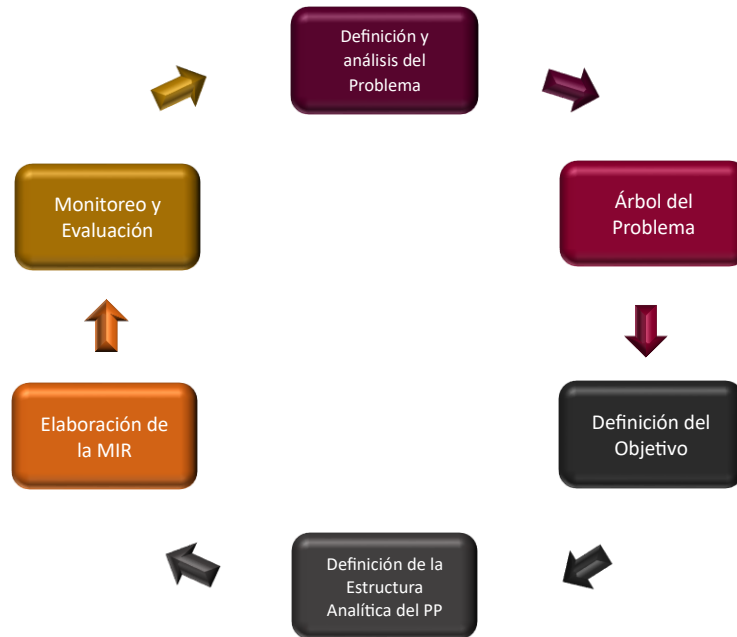 Definición y
análisis del
Problema
Árbol del
Problema
Definición del
Objetivo
Definición de la
Estructura
Analítica del PP
Elaboración de
la MIR
Monitoreo y
Evaluación